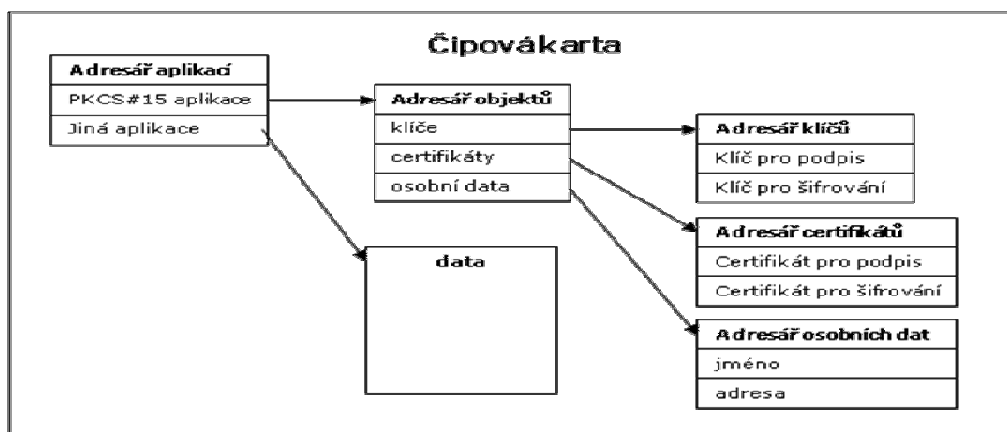 Čipovákarta
Adresář aplikací
PKCS#15 aplikace
Jiná aplikace
Adresář objektů
klíče
certifikáty
osobní data
data
Adresář klíčů
Klíč pro podpis
Klíč pro šifrování
Adresář certifikátů
Certifikát pro podpis
Certifikát pro šifrování
Adresář osobních dat
jméno
adresa